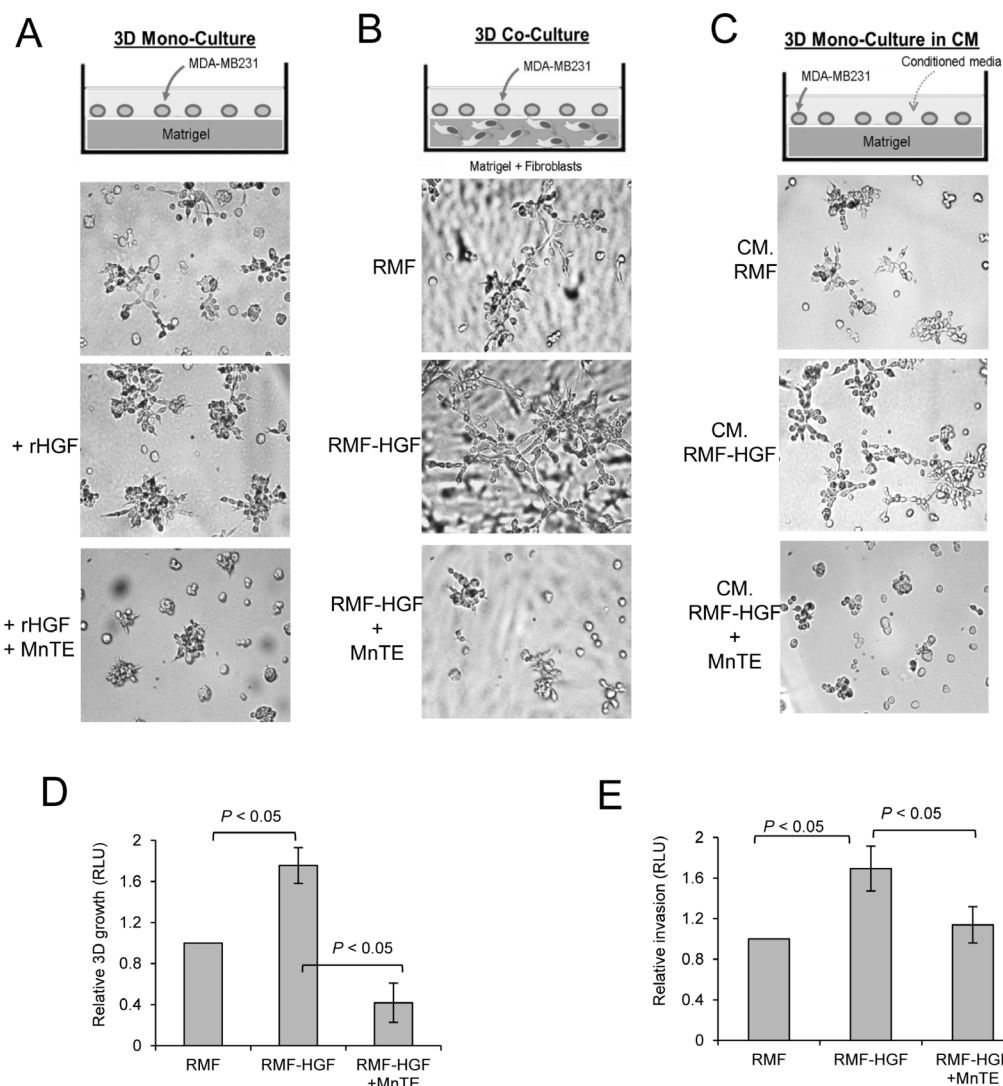 A
3D Mono-Culture
MDA-MB231
Matrigel
+ rHGF
+ rHGF
+ MnTE
B
3D Co-Culture
MDA-MB231
Matrigel + Fibroblasts
RMF
RMF-HGF
RMF-HGF
+
MnTE
C
3D Mono-Culture in CM
Conditioned media
MDA-MB231
Matrigel
CM.
RMF
CM.
RMF-HGF
CM.
RMF-HGF
+
MnTE
D
P < 0.05
P < 0.05
Relative 3D growth (RLU)
2
1.6
1.2
0.8
0.4
0
RMF
RMF-HGF
RMF-HGF
+MnTE
E
P < 0.05
P < 0.05
Relative invasion (RLU)
2
1.6
1.2
0.8
0.4
0
RMF
RMF-HGF
RMF-HGF
+MnTE